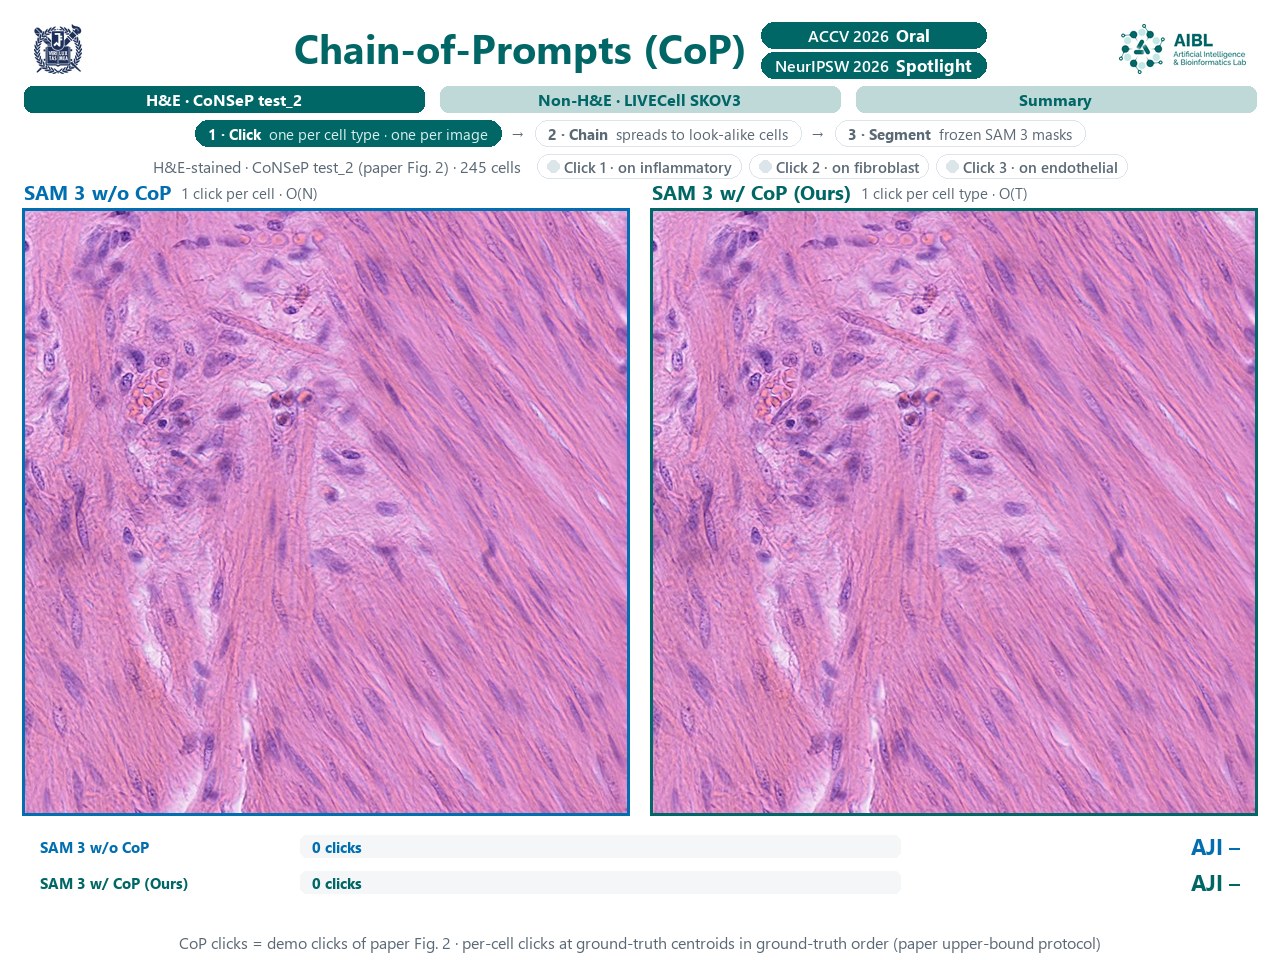 Chain-of-Prompts (CoP)
ACCV 2026 Oral
NeurIPSW 2026 Spotlight
AIBL
Artificial Intelligence
& Bioinformatics Lab
H&E · CoNSeP test_2
Non-H&E · LIVECell SKOV3
Summary
1 · Click one per cell type · one per image → 2 · Chain spreads to look-alike cells → 3 · Segment frozen SAM 3 masks
H&E-stained · CoNSeP test_2 (paper Fig. 2) · 245 cells
Click 1 · on inflammatory
Click 2 · on fibroblast
Click 3 · on endothelial
SAM 3 w/o CoP 1 click per cell · O(N)
SAM 3 w/ CoP (Ours) 1 click per cell type · O(T)
SAM 3 w/o CoP 0 clicks AJI –
SAM 3 w/ CoP (Ours) 0 clicks AJI –
CoP clicks = demo clicks of paper Fig. 2 · per-cell clicks at ground-truth centroids in ground-truth order (paper upper-bound protocol)